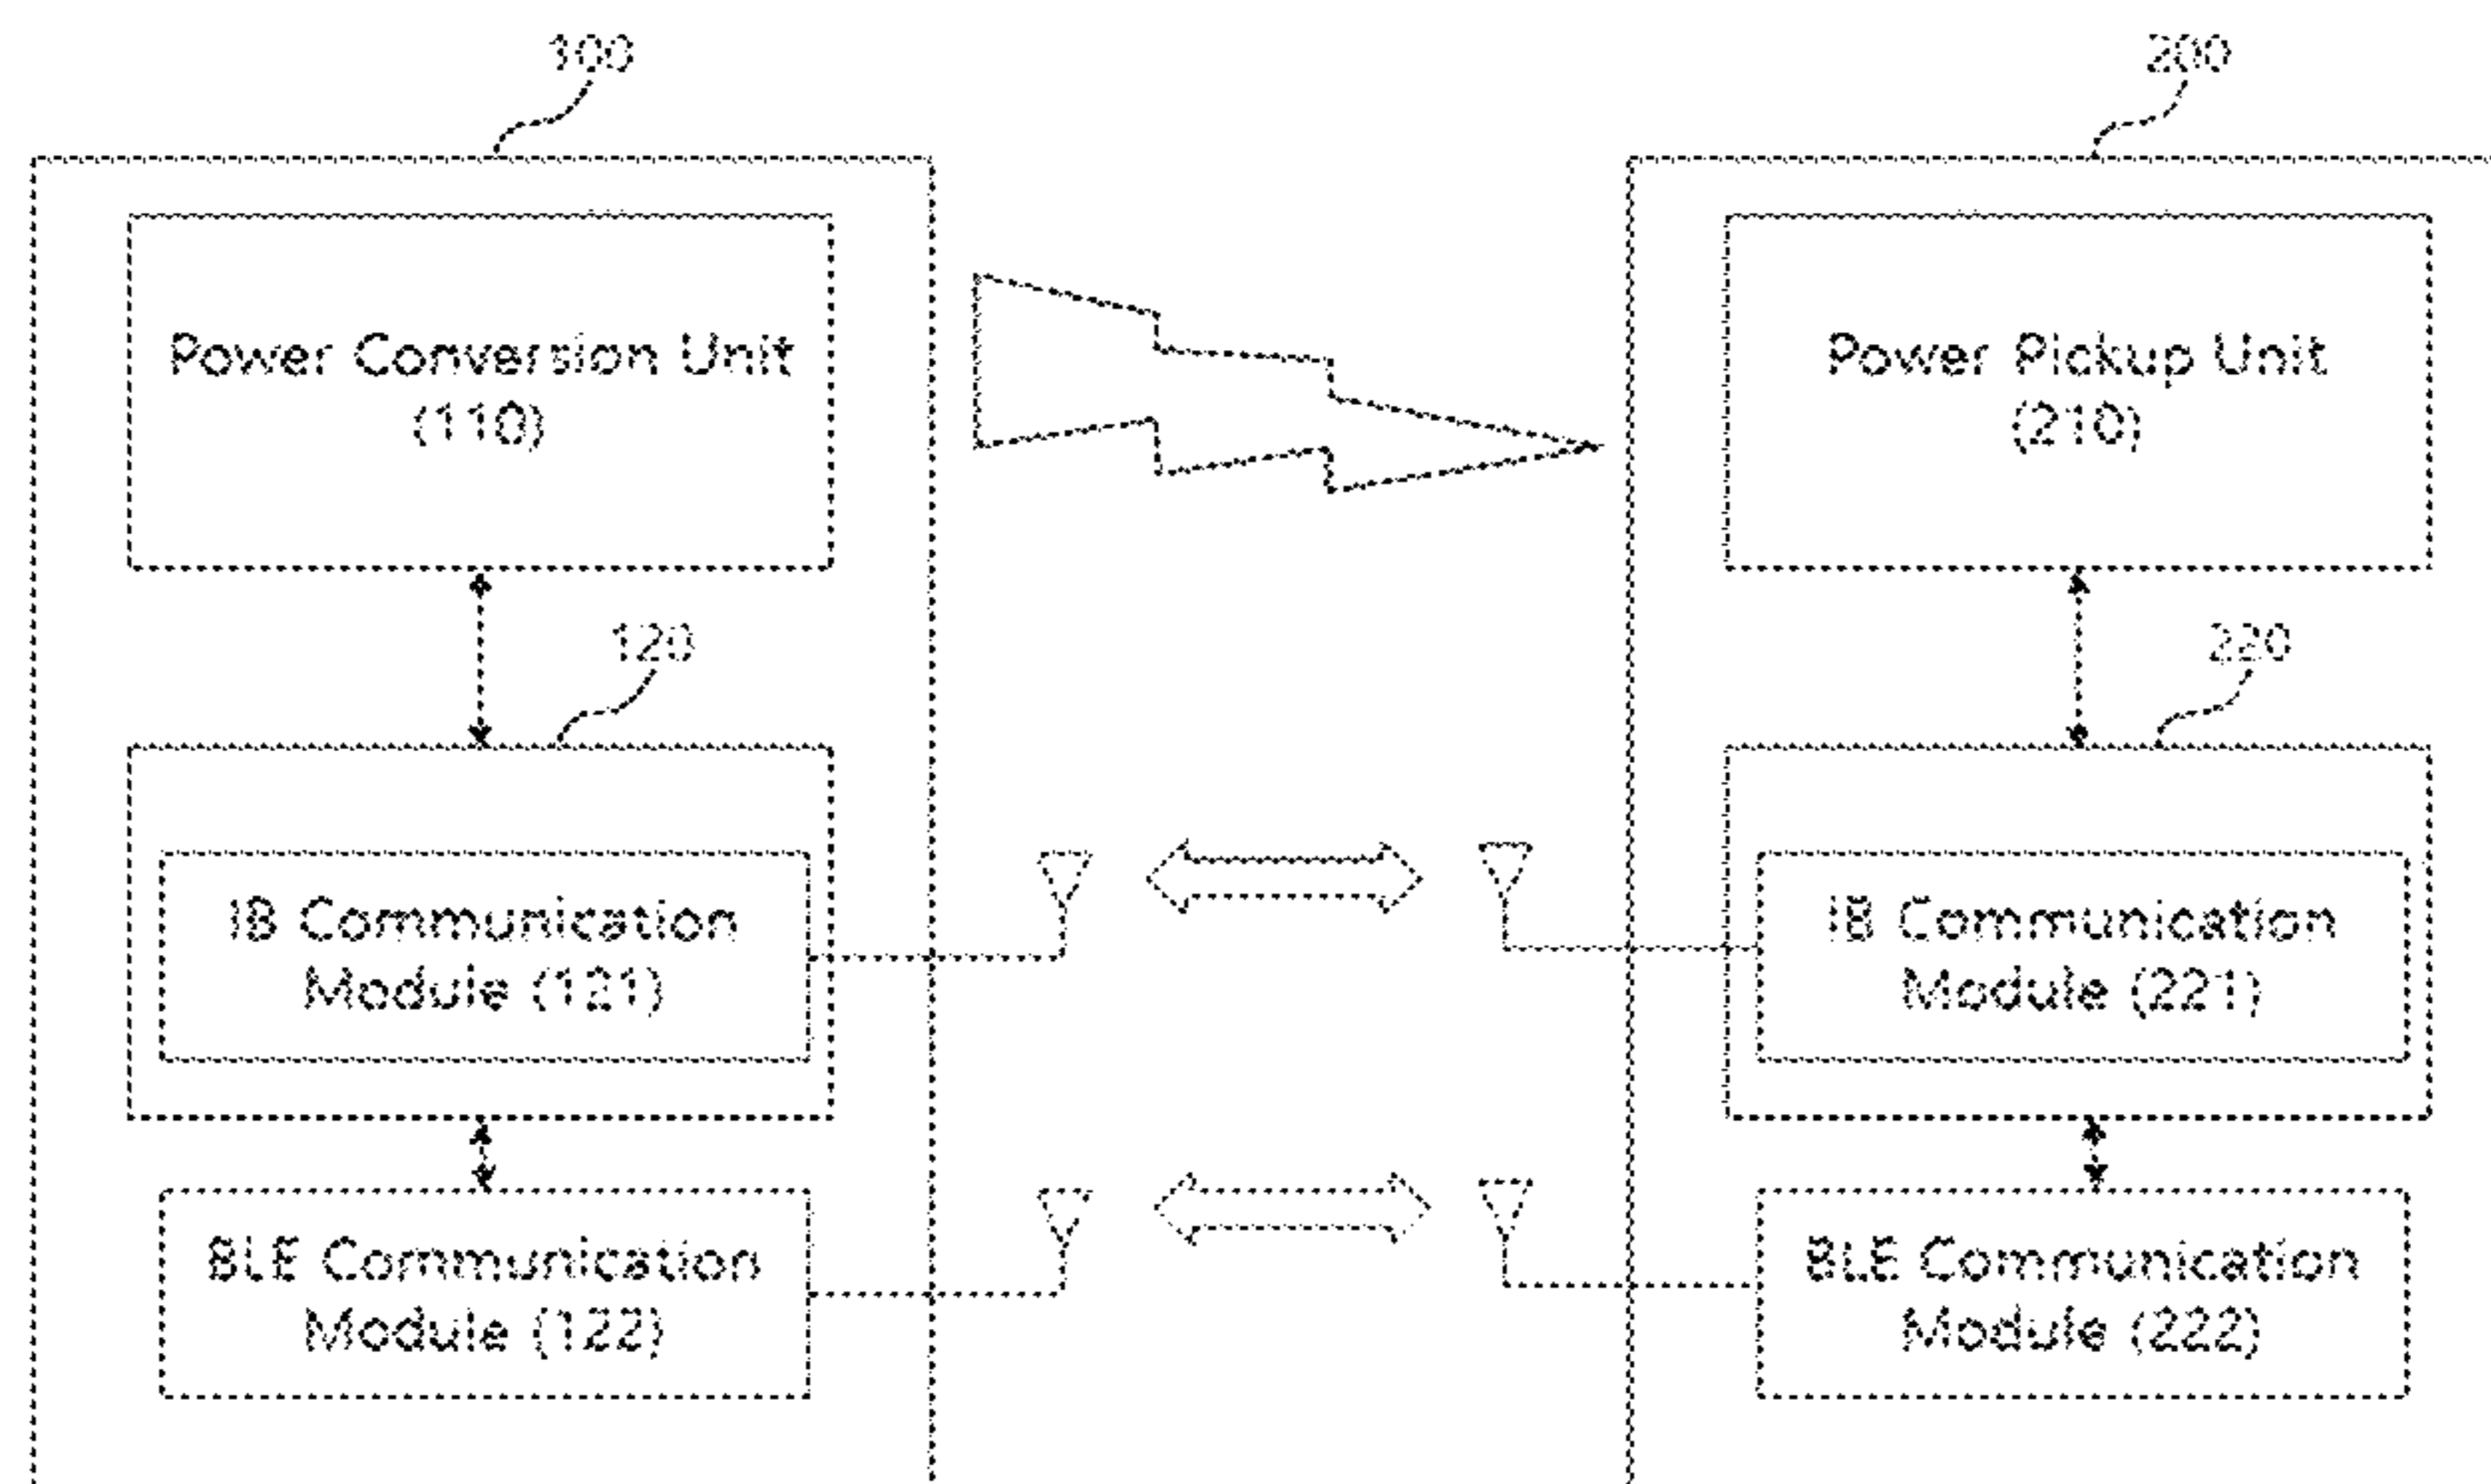 100
200
Power Conversion Unit
(110)
Power Pickup Unit
(210)
120
220
IB Communication
Module (121)
IB Communication
Module (221)
BLE Communication
Module (122)
BLE Communication
Module (222)